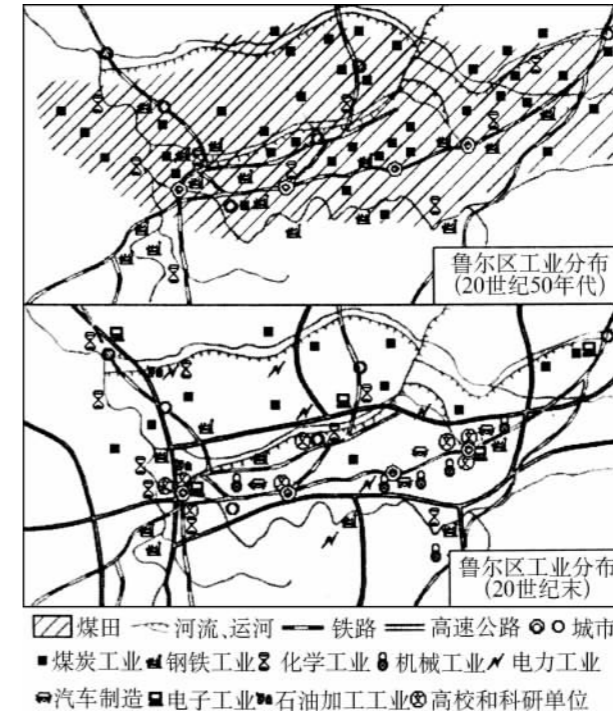 鲁尔区工业分布
(20世纪50年代)
鲁尔区工业分布
(20世纪末)
煤田 河流、运河 铁路 高速公路 城市
煤炭工业 钢铁工业 化学工业 机械工业 电力工业
汽车制造 电子工业 石油加工工业 高校和科研单位